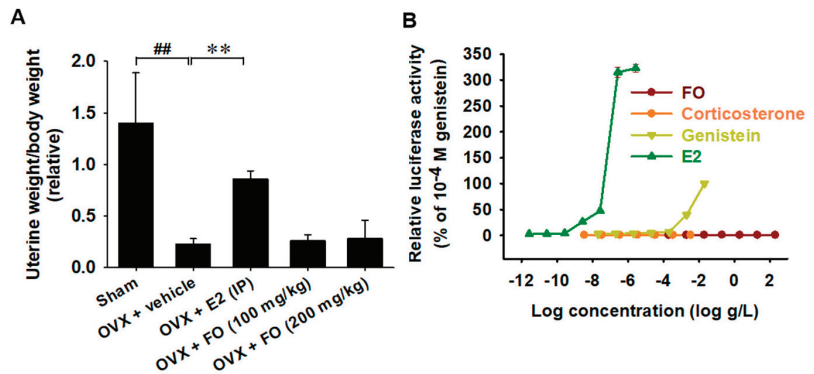 A
Uterine weight/body weight
(relative)
2.0
1.5
1.0
0.5
0.0
##
**
Sham
OVX + vehicle
OVX + E2 (IP)
OVX + FO (100 mg/kg)
OVX + FO (200 mg/kg)
B
Relative luciferase activity
(% of 10⁻⁴ M genistein)
350
300
250
200
150
100
50
0
FO
Corticosterone
Genistein
E2
-12 -10 -8 -6 -4 -2 0 2
Log concentration (log g/L)